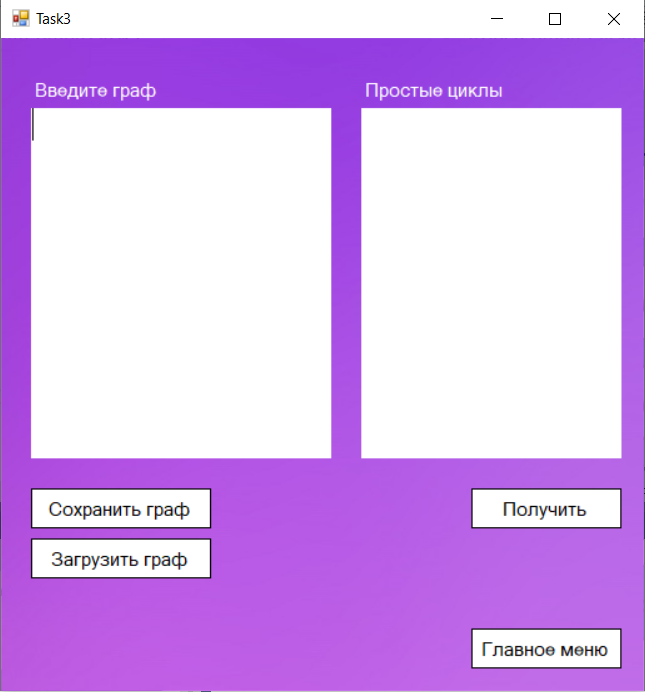 Task3
Введите граф
Простые циклы
Сохранить граф
Получить
Загрузить граф
Главное меню